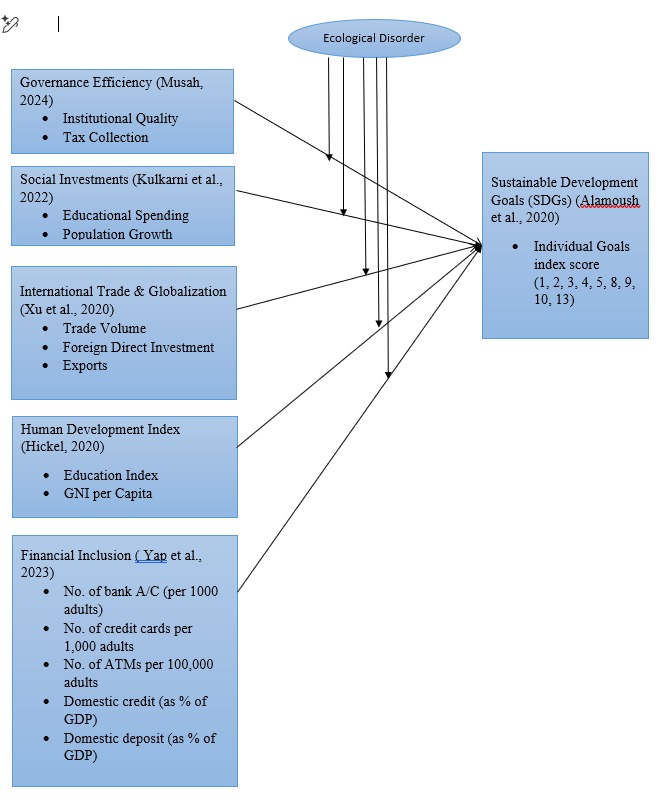 Ecological Disorder
Governance Efficiency (Musah,
2024)
• Institutional Quality
• Tax Collection
Social Investments (Kulkarni et al.,
2022)
• Educational Spending
• Population Growth
International Trade & Globalization
(Xu et al., 2020)
• Trade Volume
• Foreign Direct Investment
• Exports
Human Development Index
(Hickel, 2020)
• Education Index
• GNI per Capita
Financial Inclusion ( Yap et al.,
2023)
• No. of bank A/C (per 1000
adults)
• No. of credit cards per
1,000 adults
• No. of ATMs per 100,000
adults
• Domestic credit (as % of
GDP)
• Domestic deposit (as % of
GDP)
Sustainable Development
Goals (SDGs) (Alamoush
et al., 2020)
• Individual Goals
index score
(1, 2, 3, 4, 5, 8, 9,
10, 13)